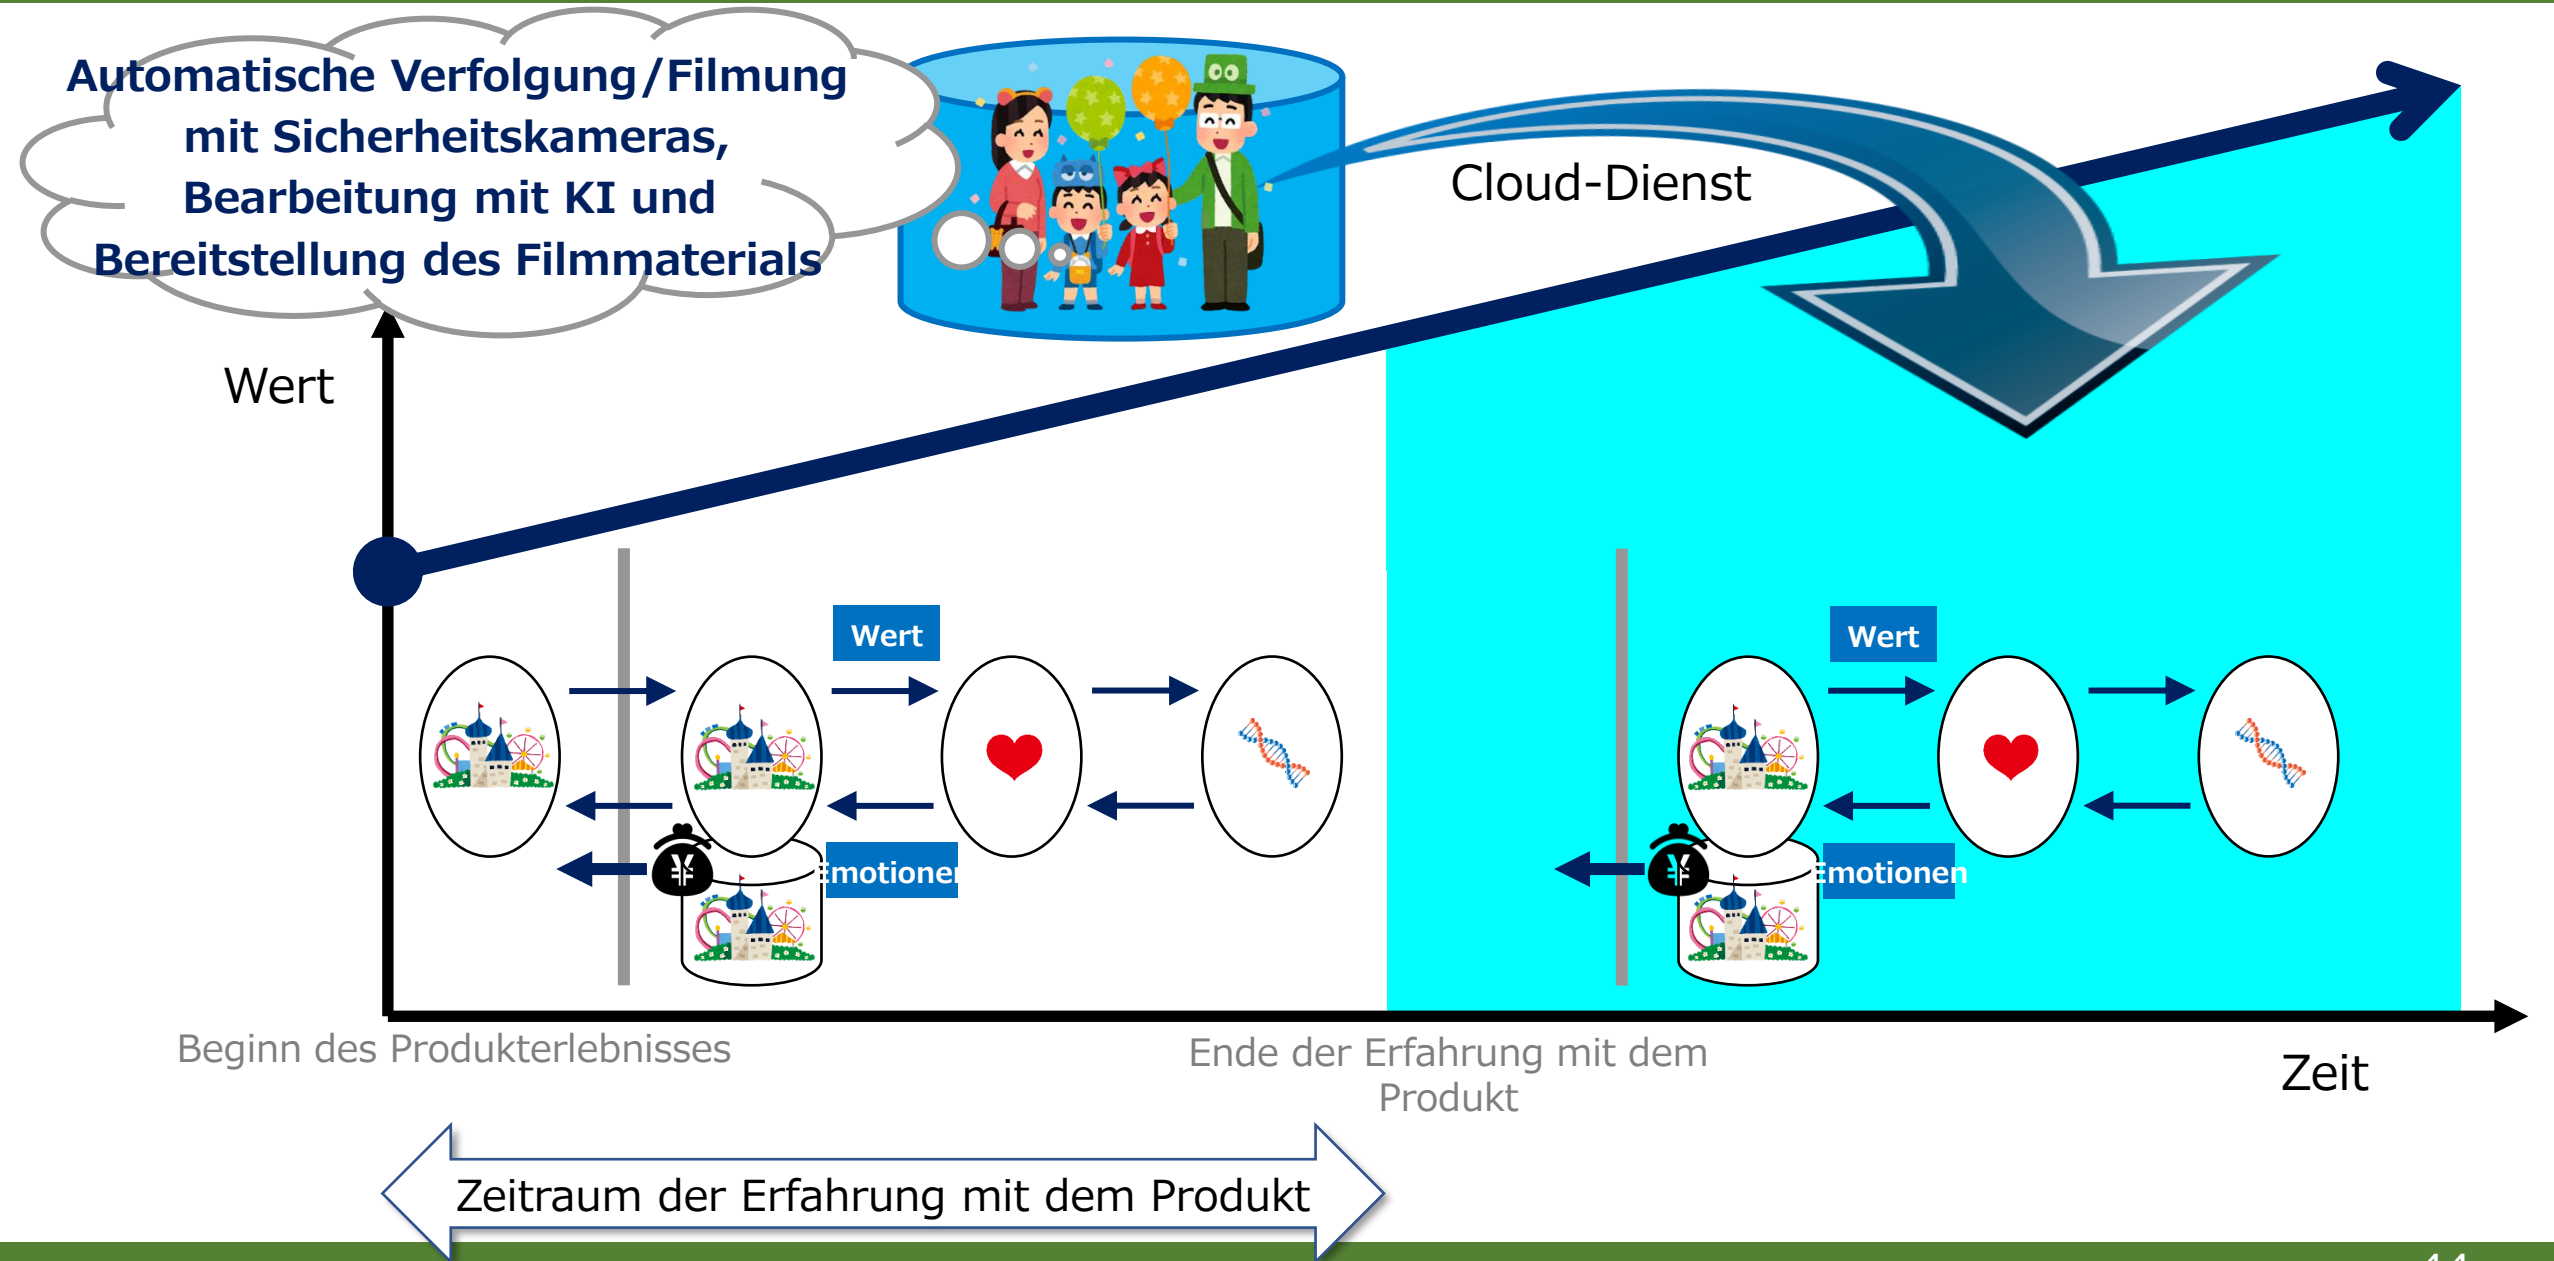 Automatische Verfolgung/Filmung
mit Sicherheitskameras,
Bearbeitung mit KI und
Bereitstellung des Filmmaterials
Cloud-Dienst
Wert
Wert
Wert
Emotionen
Emotionen
Beginn des Produkterlebnisses
Ende der Erfahrung mit dem
Produkt
Zeit
Zeitraum der Erfahrung mit dem Produkt